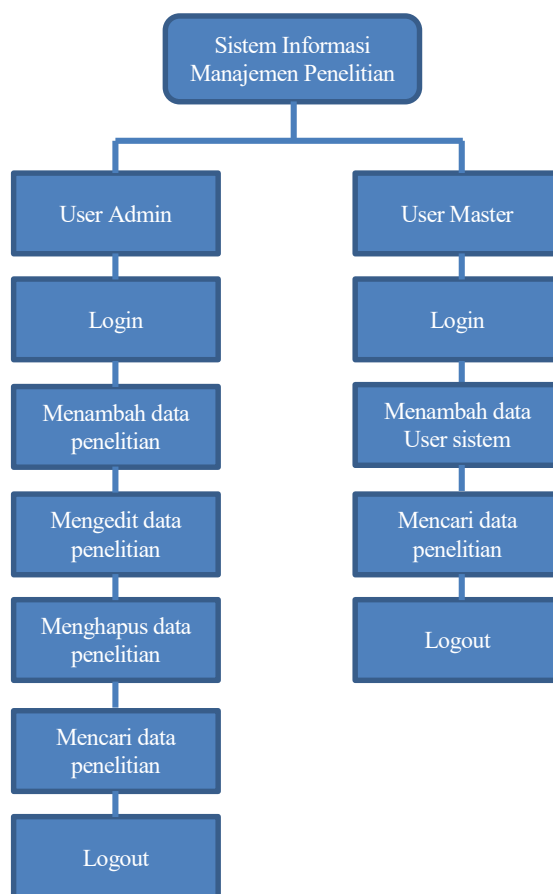 Sistem Informasi
Manajemen Penelitian
User Admin
Login
Menambah data
penelitian
Mengedit data
penelitian
Menghapus data
penelitian
Mencari data
penelitian
Logout
User Master
Login
Menambah data
User sistem
Mencari data
penelitian
Logout